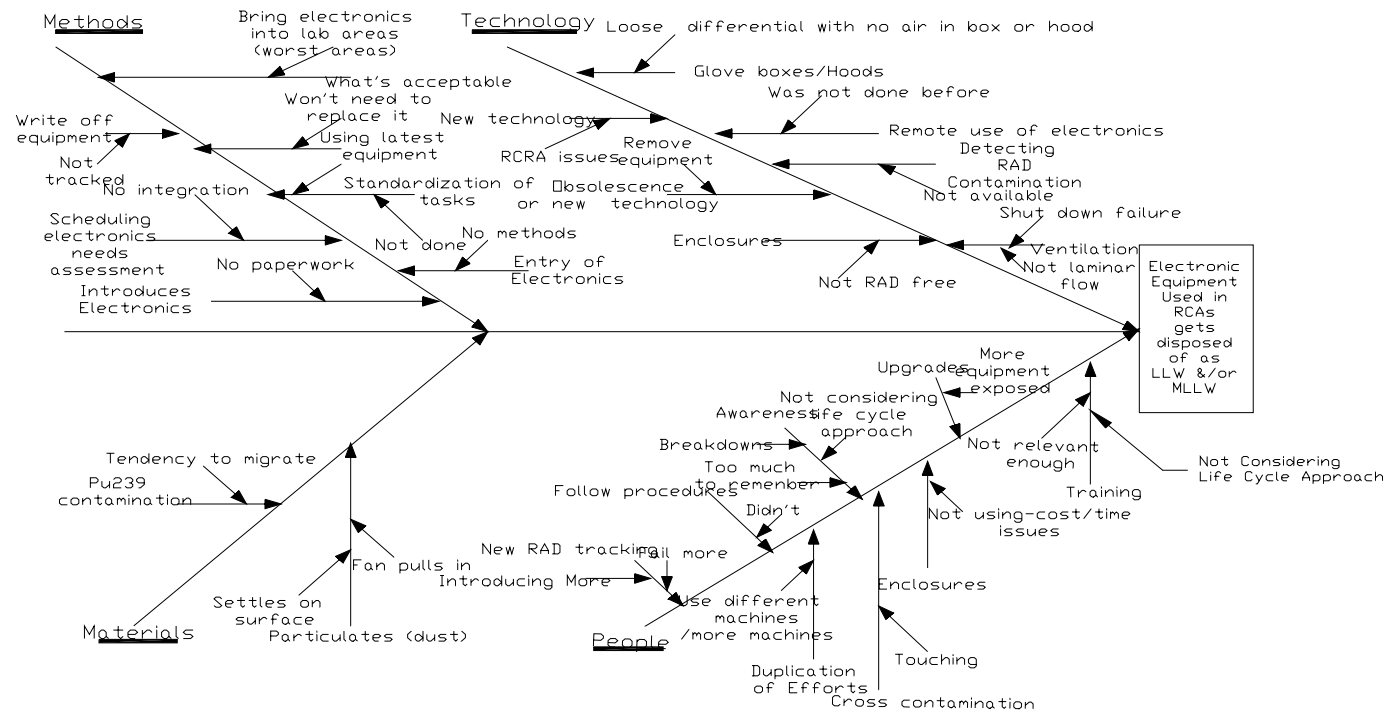 Methods
Bring electronics
into lab areas
(worst areas)
What's acceptable
Won't need to
replace it
Write off
equipment
Not
tracked
Using latest
equipment
No integration
Standardization of
tasks
Scheduling
electronics
needs
assessment
Not done
No methods
No paperwork
Entry of
Electronics
Introduces
Electronics
Technology
Loose differential with no air in box or hood
Glove boxes/Hoods
Was not done before
New technology
RCRA issues
Remote use of electronics
Remove
equipment
Detecting
RAD
Contamination
Not available
Obsolescence
or new technology
Shut down failure
Enclosures
Ventilation
Not laminar
flow
Not RAD free
Electronic
Equipment
Used in
RCAs
gets
disposed
of as
LLW &/or
MLLW
Tendency to migrate
Pu239
contamination
Fan pulls in
Settles on
surface
Particulates (dust)
Materials
More
equipment
exposed
Upgrades
Not considering
life cycle
approach
Awareness
Breakdowns
Too much
to remenber
Follow procedures
Didn't
Not relevant
enough
Not Considering
Life Cycle Approach
Training
Not using-cost/time
issues
New RAD tracking
Fail more
Introducing More
Enclosures
Use different
machines
/more machines
People
Touching
Duplication
of Efforts
Cross contamination